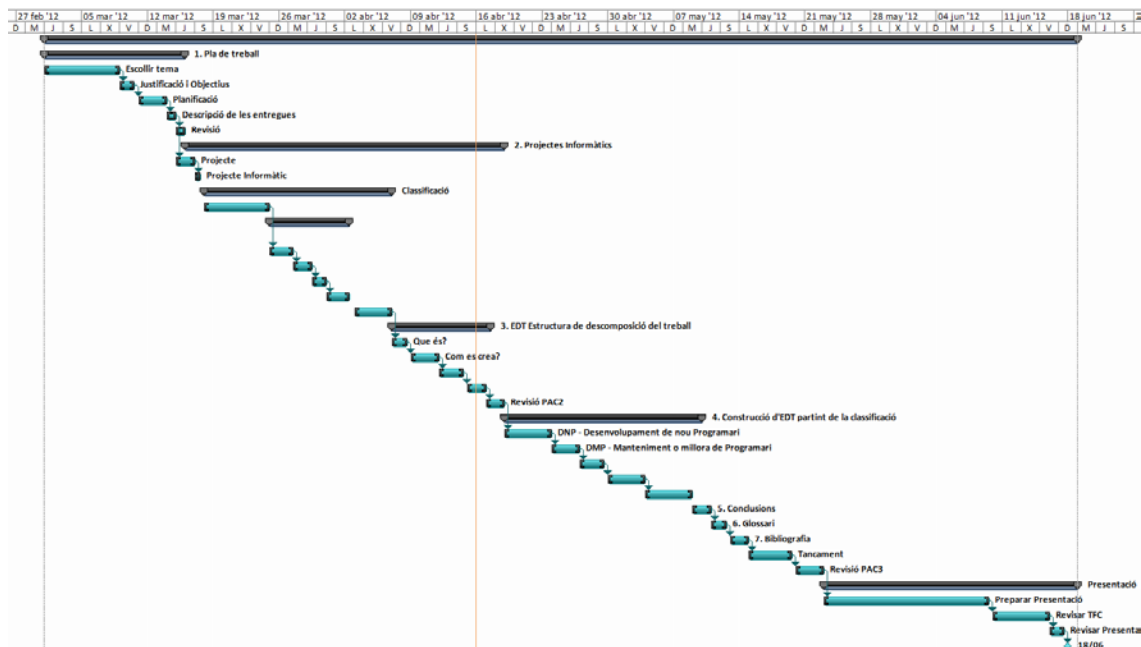 27 feb '12 05 mar '12 12 mar '12 19 mar '12 26 mar '12 02 abr '12 09 abr '12 16 abr '12 23 abr '12 30 abr '12 07 may '12 14 may '12 21 may '12 28 may '12 04 jun '12 11 jun '12 18 jun '12
D M J S L X V D M J S L X V D M J S L X V D M J S L X V D M J S L X V D M J S L X V D M J S L X V D M J S L X V D M J S
1. Pla de treball
Escollir tema
Justificació i Objectius
Planificació
Descripció de les entregues
Revisió
2. Projectes Informàtics
Projecte
Projecte Informàtic
Classificació
3. EDT Estructura de descomposició del treball
Que és?
Com es crea?
Revisió PAC2
4. Construcció d'EDT partint de la classificació
DNP - Desenvolupament de nou Programari
DMP - Manteniment o millora de Programari
5. Conclusions
6. Glossari
7. Bibliografia
Tancament
Revisió PAC3
Presentació
Preparar Presentació
Revisar TFC
Revisar Presenta
18/06